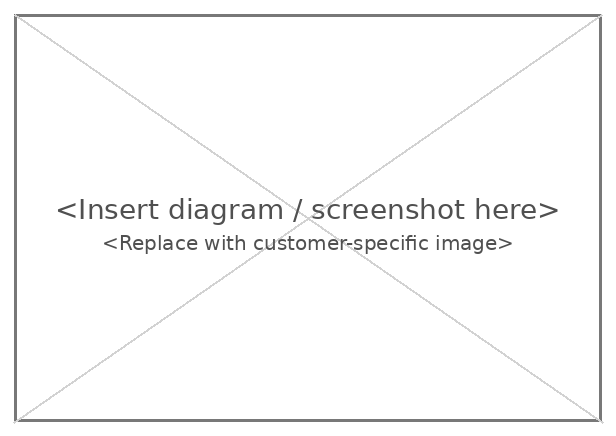 <Insert diagram / screenshot here>
<Replace with customer-specific image>